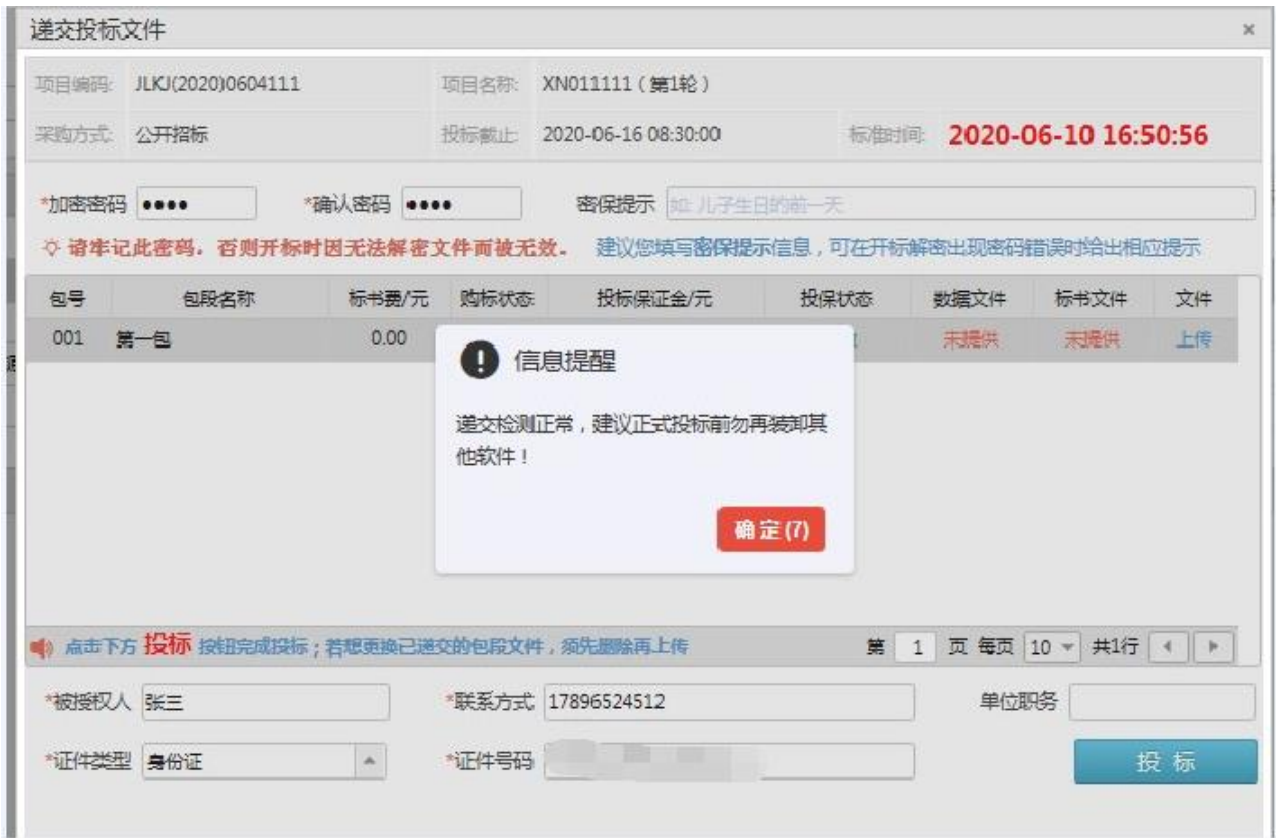 递交投标文件 ×
项目编码: JLKJ(2020)0604111 项目名称: XN011111（第1轮）
采购方式: 公开招标 投标截止: 2020-06-16 08:30:00 标准时间: 2020-06-10 16:50:56
*加密密码 •••• *确认密码 •••• 密保提示 如: 儿子生日的前一天
请牢记此密码，否则开标时因无法解密文件而被无效。 建议您填写密保提示信息，可在开标解密出现密码错误时给出相应提示
包号 包段名称 标书费/元 购标状态 投标保证金/元 投保状态 数据文件 标书文件 文件
001 第一包 0.00 未提供 未提供 上传
信息提醒
递交检测正常，建议正式投标前勿再装卸其
他软件！
确定(7)
点击下方 投标 按钮完成投标；若想更换已递交的包段文件，须先删除再上传 第 1 页 每页 10 共1行
*被授权人 张三 *联系方式 17896524512 单位职务
*证件类型 身份证 *证件号码 投标